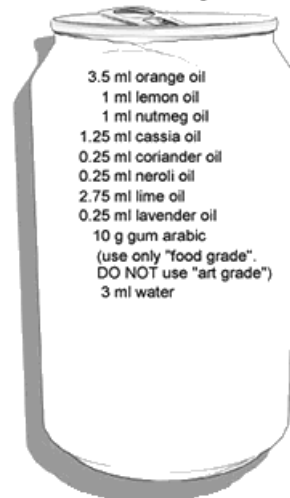 3.5 ml orange oil
1 ml lemon oil
1 ml nutmeg oil
1.25 ml cassia oil
0.25 ml coriander oil
0.25 ml neroli oil
2.75 ml lime oil
0.25 ml lavender oil
10 g gum arabic
(use only "food grade".
DO NOT use "art grade")
3 ml water